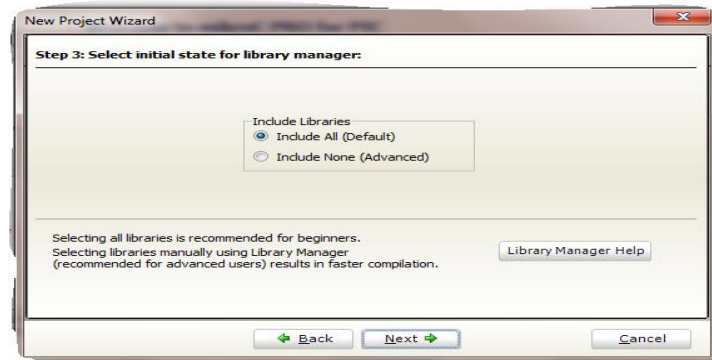 New Project Wizard
Step 3: Select initial state for library manager:
Include Libraries
Include All (Default)
Include None (Advanced)
Selecting all libraries is recommended for beginners.
Selecting libraries manually using Library Manager
(recommended for advanced users) results in faster compilation.
Library Manager Help
Back
Next
Cancel